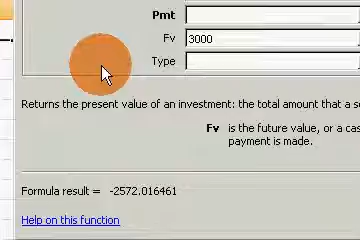 Pmt
Fv 3000
Type
Returns the present value of an investment: the total amount that a
Fv is the future value, or a
payment is made.
Formula result = -2572.016461
Help on this function